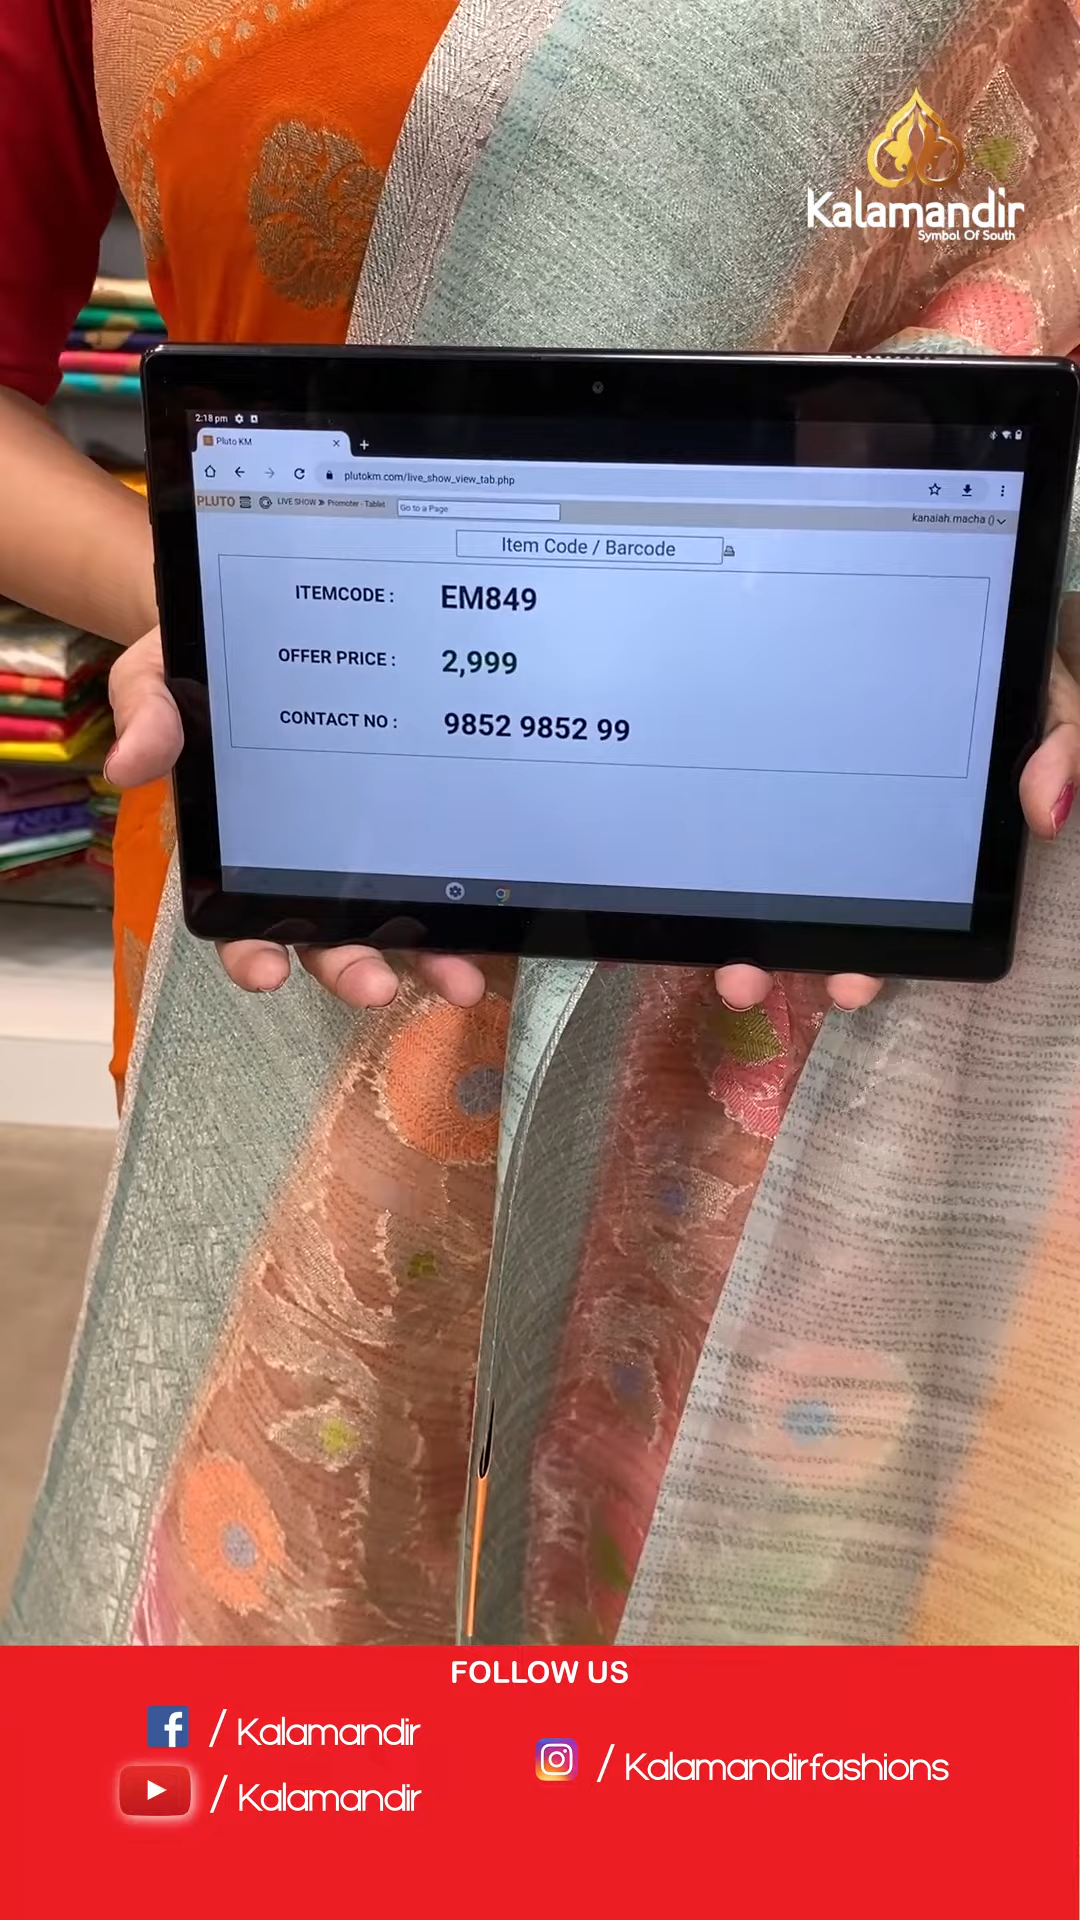 Kalamandir
Symbol Of South
2:18 pm
Pluto KM
plutokm.com/live_show_view_tab.php
PLUTO LIVE SHOW » Promoter - Tablet Go to a Page
kanaiah.macha ()
Item Code / Barcode
ITEMCODE : EM849
OFFER PRICE : 2,999
CONTACT NO : 9852 9852 99
FOLLOW US
/ Kalamandir
/ Kalamandirfashions
/ Kalamandir